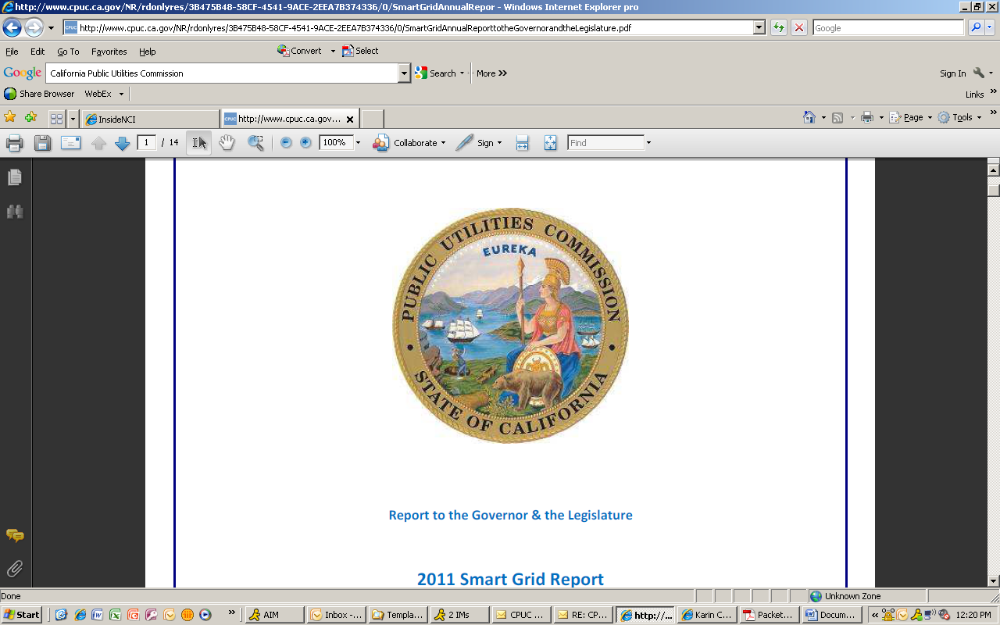 http://www.cpuc.ca.gov/NR/rdonlyres/3B475B48-58CF-4541-9ACE-2EEA7B374336/0/SmartGridAnnualRepor - Windows Internet Explorer pro
CPUC http://www.cpuc.ca.gov/NR/rdonlyres/3B475B48-58CF-4541-9ACE-2EEA7B374336/0/SmartGridAnnualReporttotheGovernorandtheLegislature.pdf Google
File Edit Go To Favorites Help Convert Select
Google California Public Utilities Commission Search More >> Sign In
Share Browser WebEx Links >>
InsideNCI CPUC http://www.cpuc.ca.gov... Page Tools >>
1 / 14 100% Collaborate Sign Find
PUBLIC UTILITIES COMMISSION
EUREKA
STATE OF CALIFORNIA
Report to the Governor & the Legislature
2011 Smart Grid Report
Done Unknown Zone
Start >> AIM Inbox -... Templa... 2 IMs CPUC ... RE: CP... http://... Karin C... Packet... Docum... << 12:20 PM